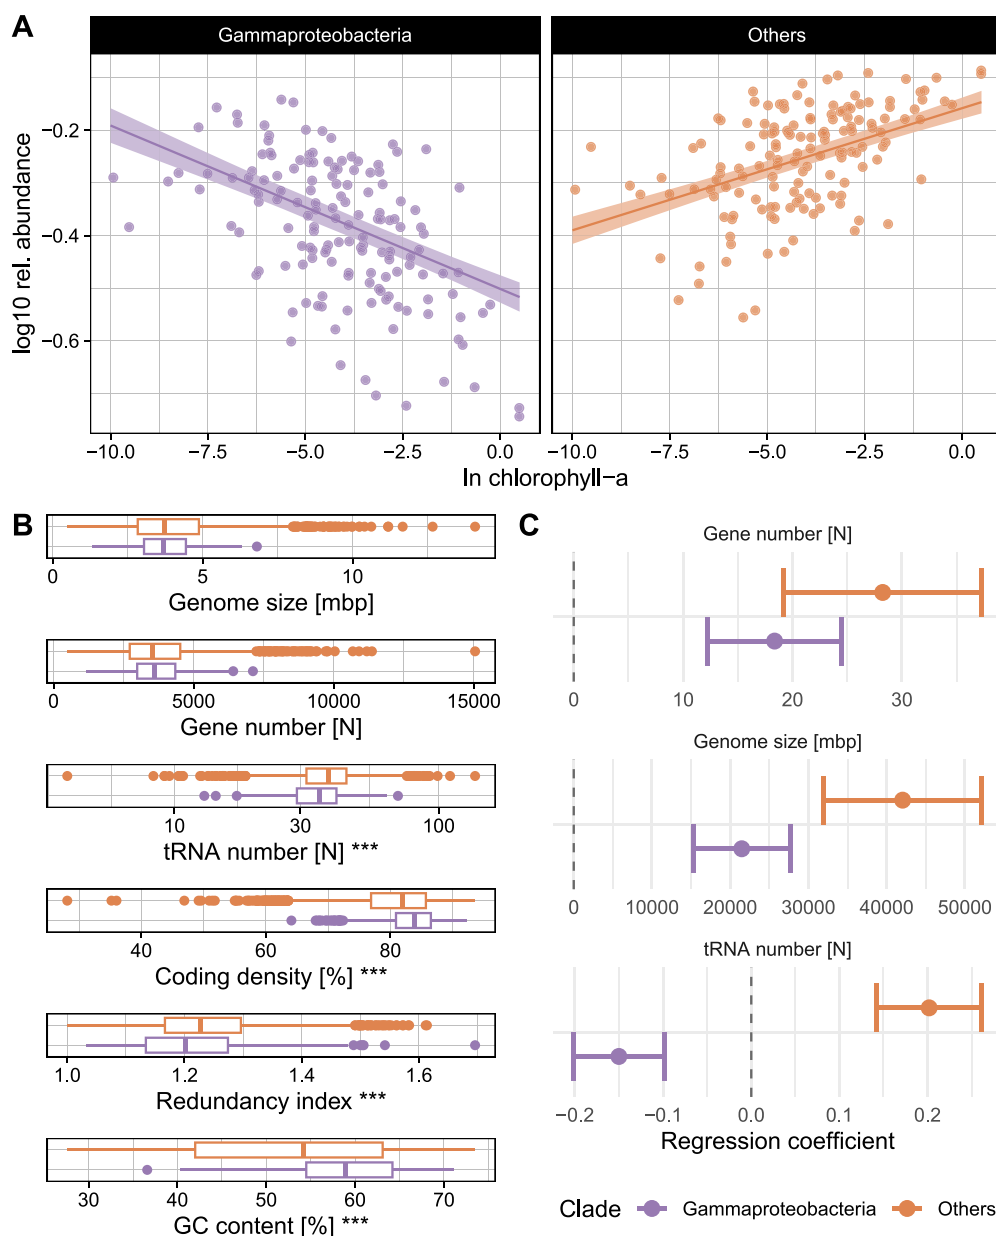 A
Gammaproteobacteria
Others
log10 rel. abundance
−0.2
−0.4
−0.6
−10.0 −7.5 −5.0 −2.5 0.0
−10.0 −7.5 −5.0 −2.5 0.0
ln chlorophyll−a
B
0 5 10
Genome size [mbp]
0 5000 10000 15000
Gene number [N]
10 30 100
tRNA number [N] ***
40 60 80
Coding density [%] ***
1.0 1.2 1.4 1.6
Redundancy index ***
30 40 50 60 70
GC content [%] ***
C
Gene number [N]
0 10 20 30
Genome size [mbp]
0 10000 20000 30000 40000 50000
tRNA number [N]
−0.2 −0.1 0.0 0.1 0.2
Regression coefficient
Clade Gammaproteobacteria Others